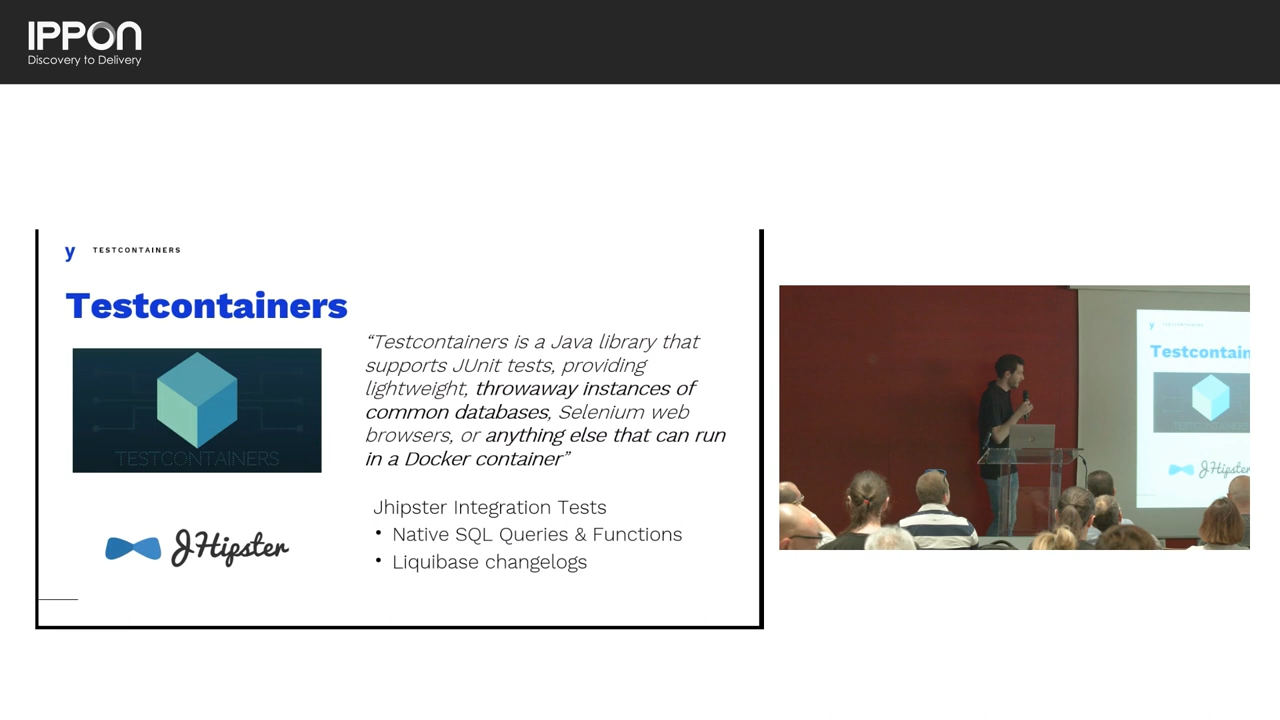 IPPON
Discovery to Delivery
y TESTCONTAINERS
Testcontainers
“Testcontainers is a Java library that
supports JUnit tests, providing
lightweight, throwaway instances of
common databases, Selenium web
browsers, or anything else that can run
in a Docker container”
TESTCONTAINERS
JHipster
Jhipster Integration Tests
• Native SQL Queries & Functions
• Liquibase changelogs
y TESTCONTAINERS
Testcontain
JHipster